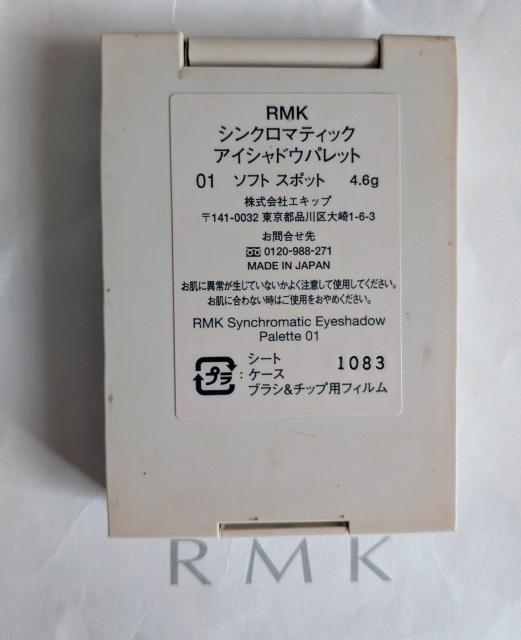 RMK
シンクロマティック
アイシャドウパレット
01 ソフト スポット 4.6g
株式会社エキップ
〒141-0032 東京都品川区大崎1-6-3
お問合せ先
0120-988-271
MADE IN JAPAN
お肌に異常が生じていないかよく注意して使用してください。
お肌に合わない時はご使用をおやめください。
RMK Synchromatic Eyeshadow
Palette 01
プラ : シート
ケース
ブラシ&チップ用フィルム
1083
RMK